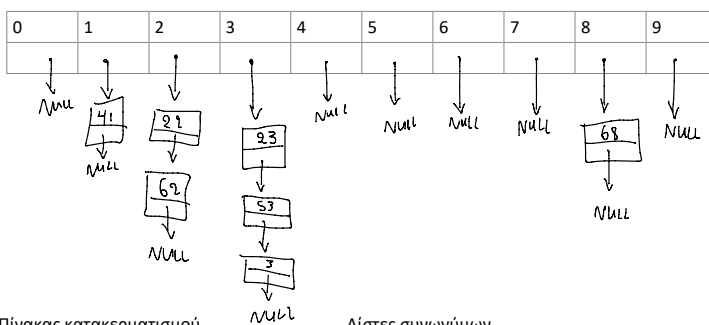 0 1 2 3 4 5 6 7 8 9
NULL 41 22 23 NULL NULL NULL NULL 68 NULL
NULL 62 53 NULL
NULL 3
NULL
Πίνακας κατακερματισμού Λίστες συνωνύμων